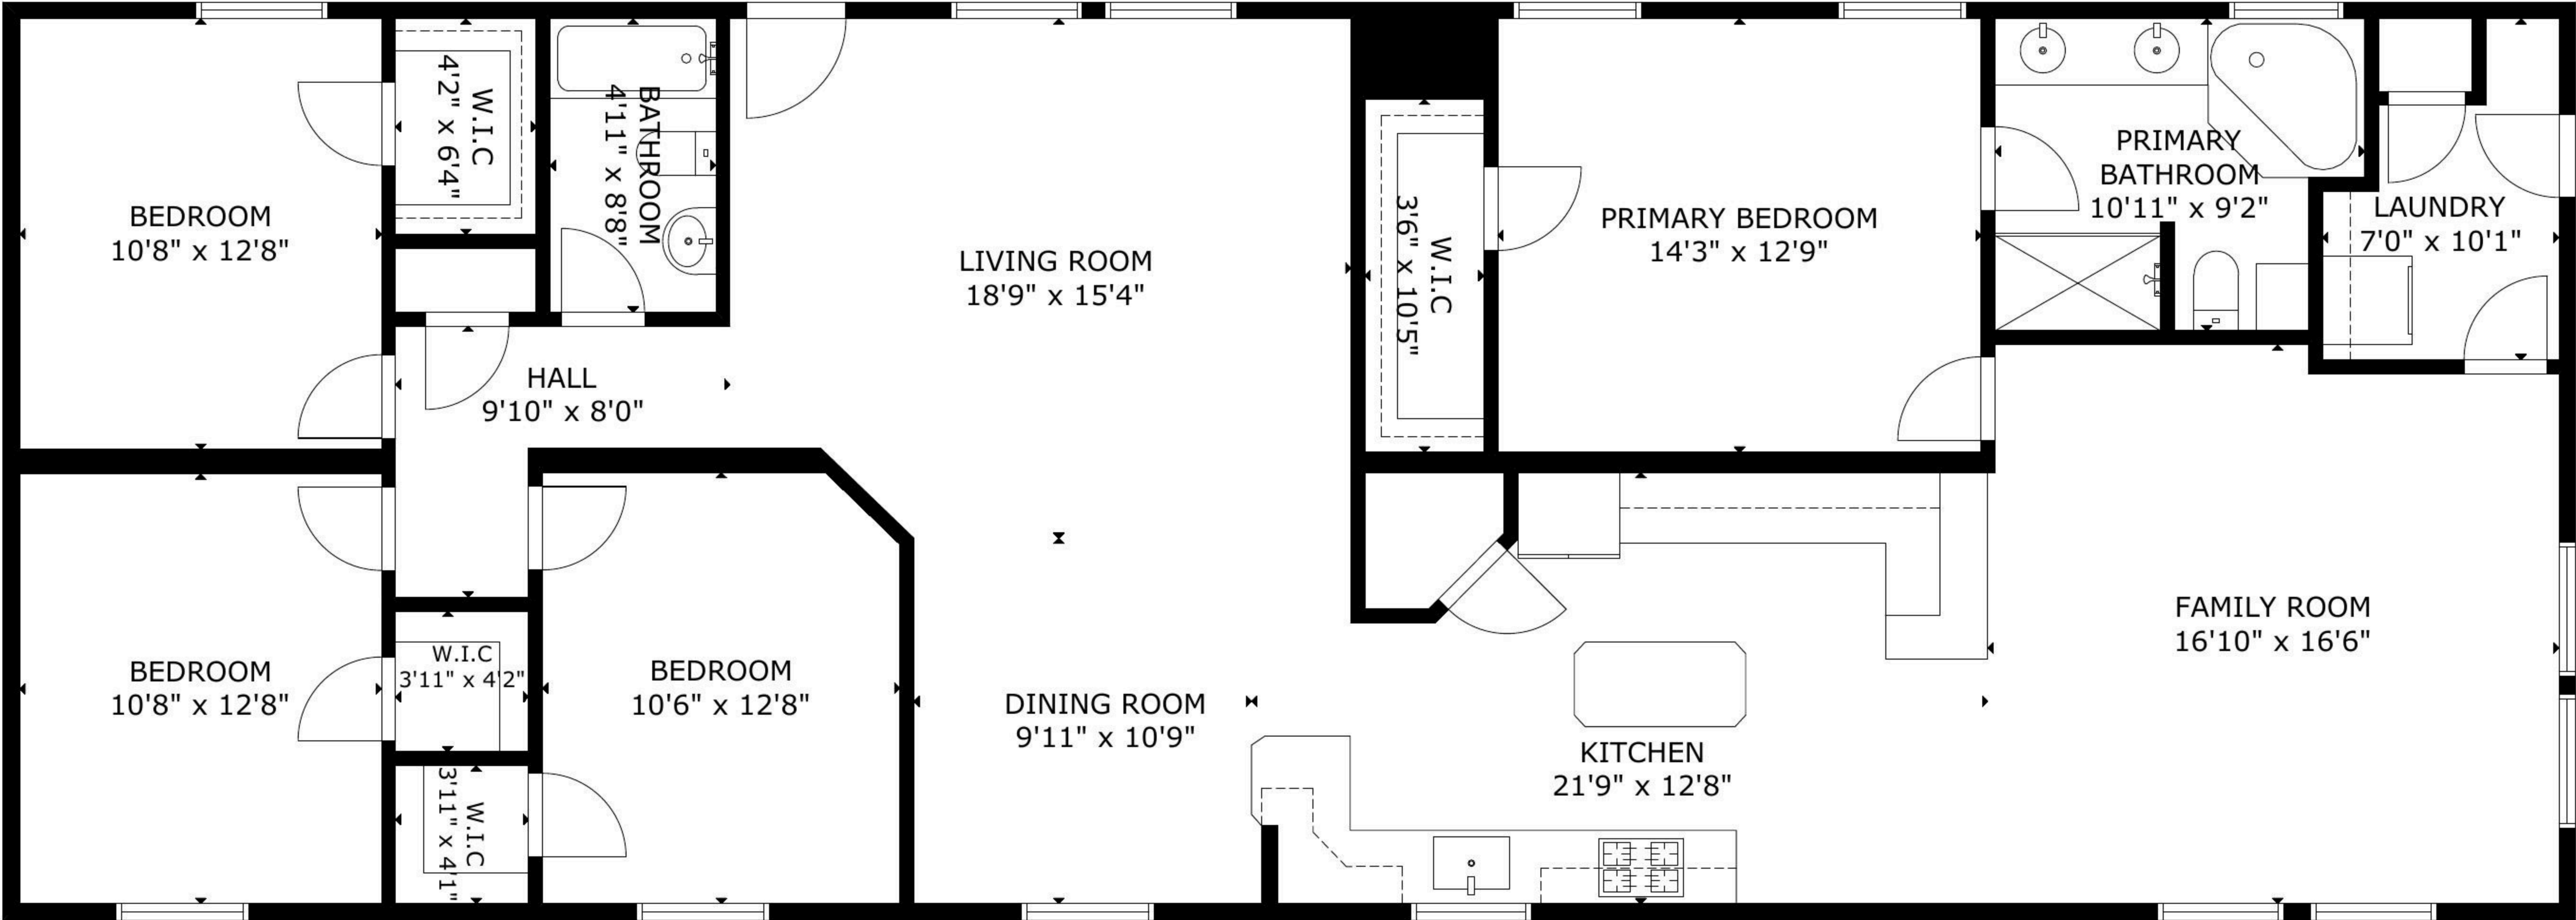 BEDROOM
10'8" x 12'8"
W.I.C
4'2" x 6'4"
BATHROOM
4'11" x 8'8"
HALL
9'10" x 8'0"
LIVING ROOM
18'9" x 15'4"
W.I.C
3'6" x 10'5"
PRIMARY BEDROOM
14'3" x 12'9"
PRIMARY
BATHROOM
10'11" x 9'2"
LAUNDRY
7'0" x 10'1"
BEDROOM
10'8" x 12'8"
W.I.C
3'11" x 4'2"
W.I.C
3'11" x 4'1"
BEDROOM
10'6" x 12'8"
DINING ROOM
9'11" x 10'9"
KITCHEN
21'9" x 12'8"
FAMILY ROOM
16'10" x 16'6"